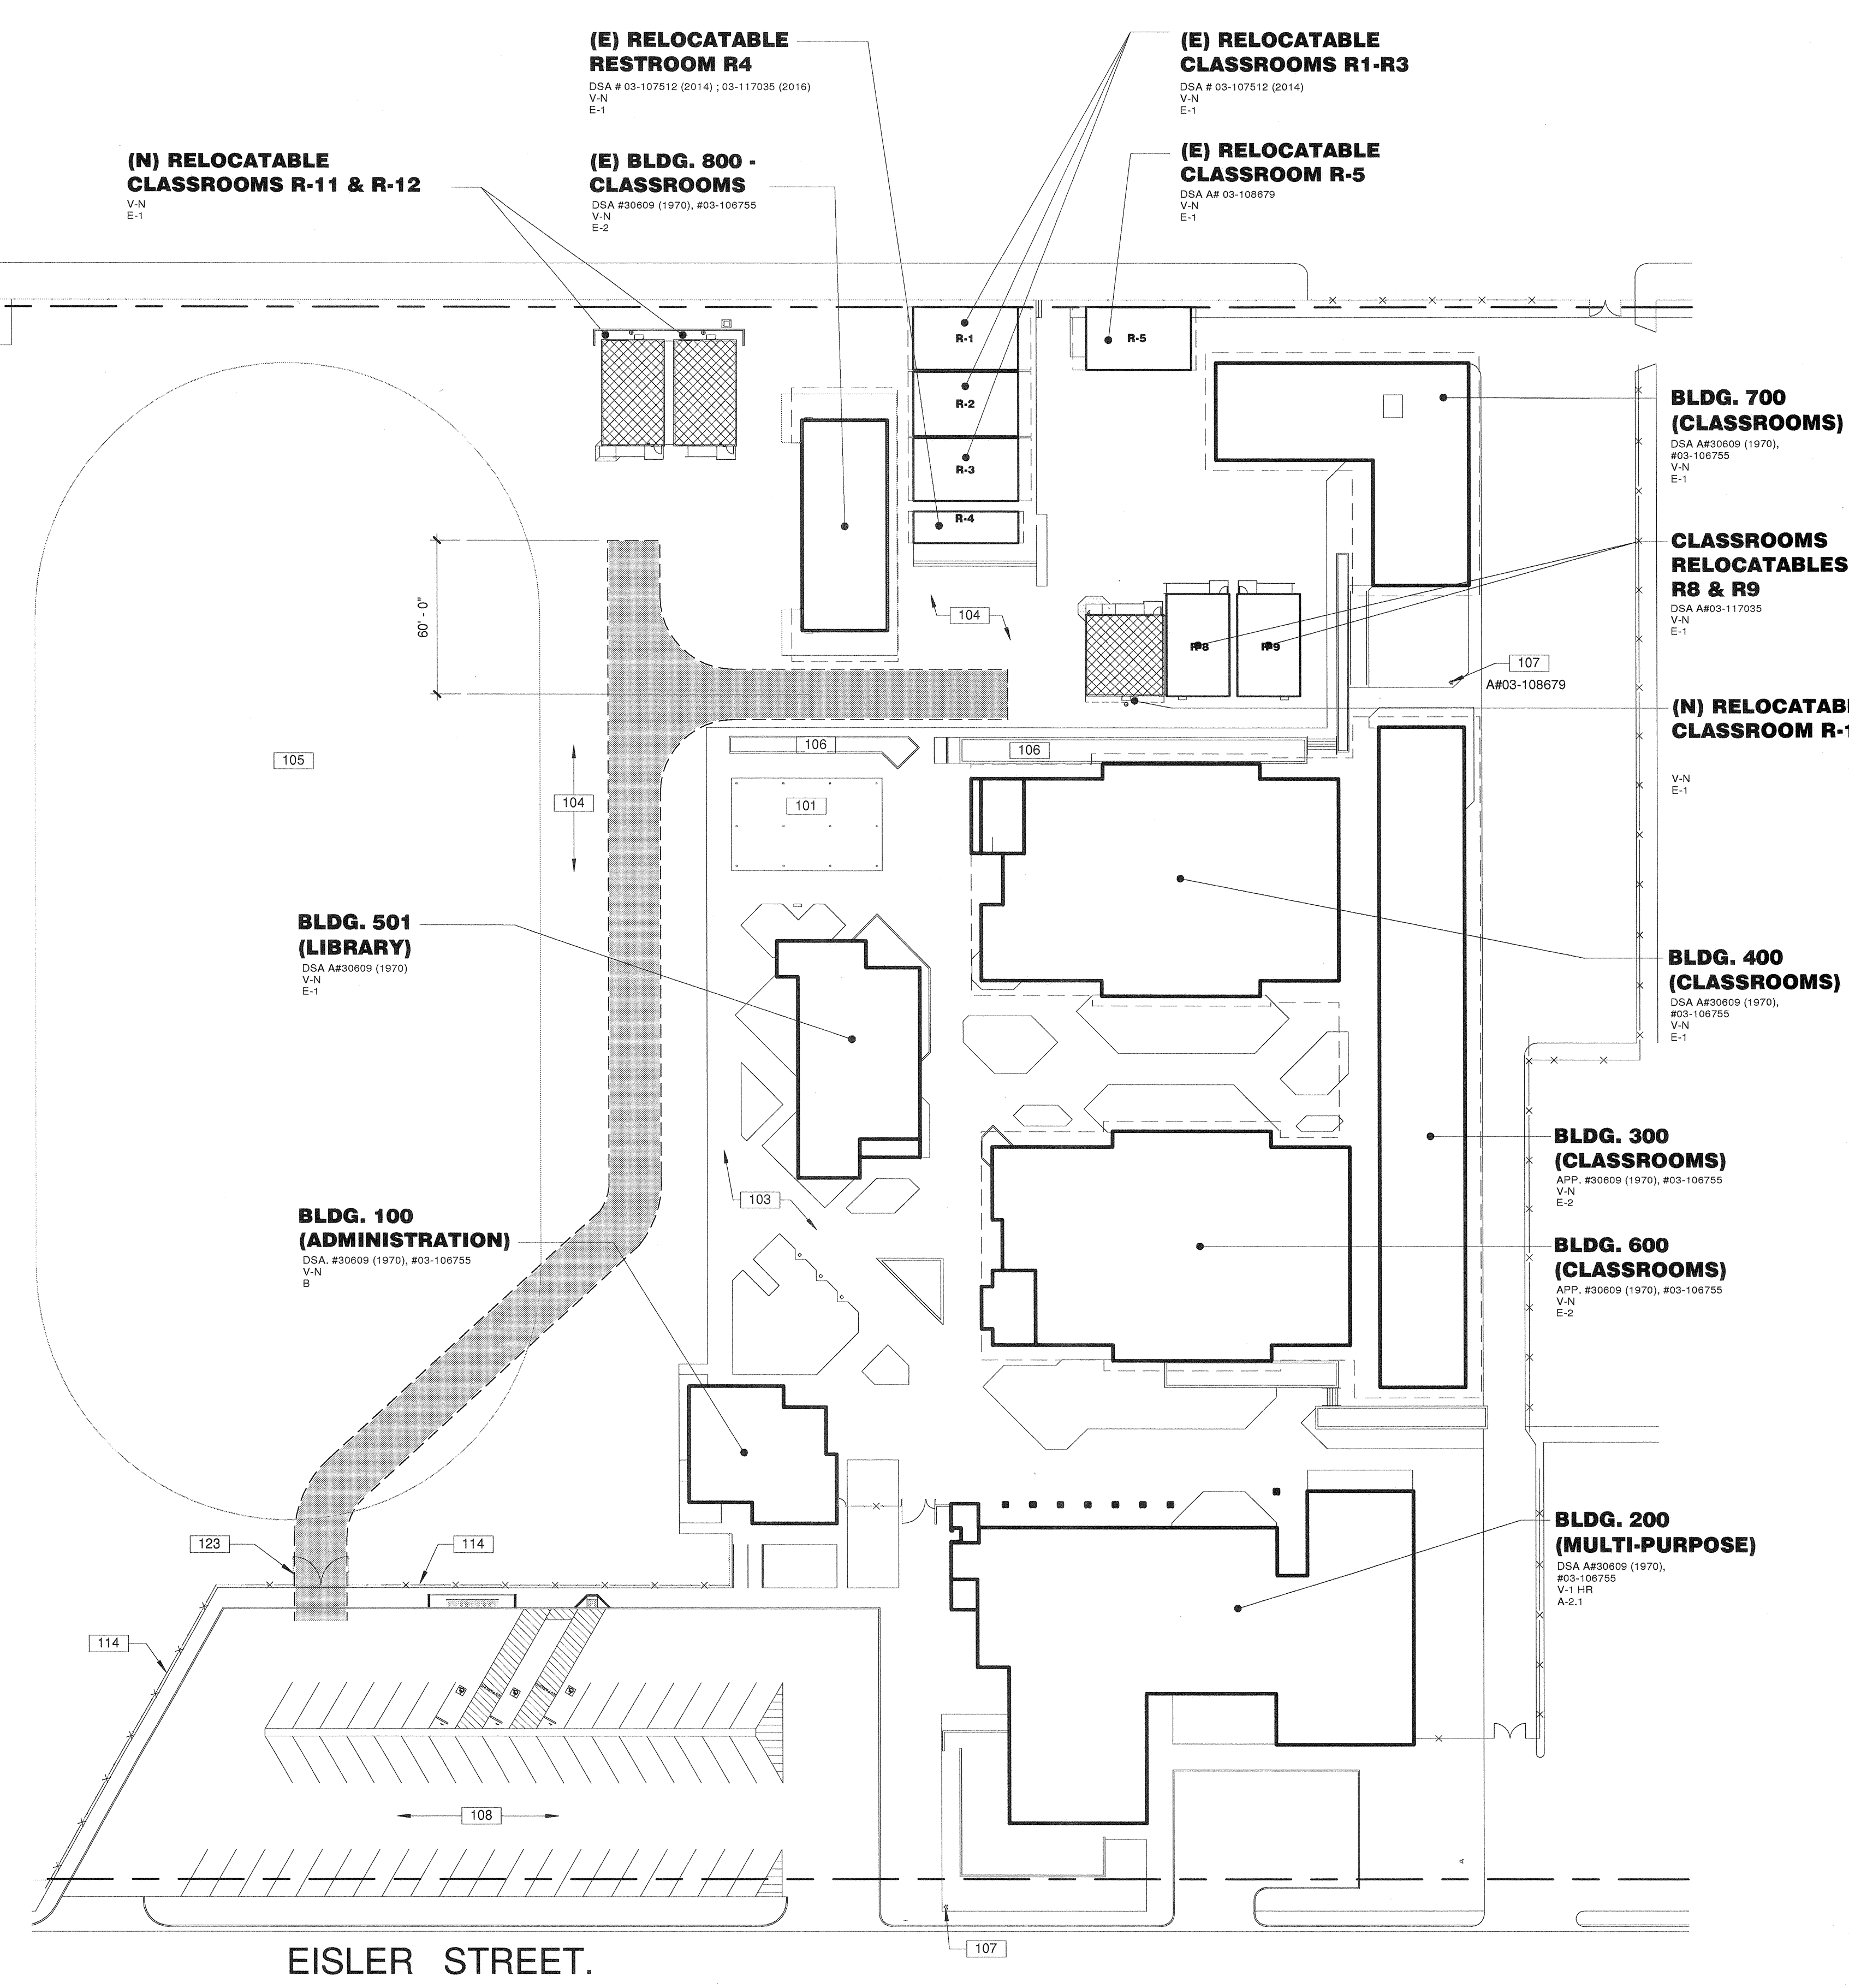 (E) RELOCATABLE
RESTROOM R4
DSA # 03-107512 (2014) ; 03-117035 (2016)
V-N
E-1
(E) RELOCATABLE
CLASSROOMS R1-R3
DSA # 03-107512 (2014)
V-N
E-1
(N) RELOCATABLE
CLASSROOMS R-11 & R-12
V-N
E-1
(E) BLDG. 800 -
CLASSROOMS
DSA #30609 (1970), #03-106755
V-N
E-2
(E) RELOCATABLE
CLASSROOM R-5
DSA A# 03-108679
V-N
E-1
R-1
R-5
R-2
R-3
R-4
BLDG. 700
(CLASSROOMS)
DSA A#30609 (1970),
#03-106755
V-N
E-1
CLASSROOMS
RELOCATABLES
R8 & R9
DSA A#03-117035
V-N
E-1
60' - 0"
104
R-8
R-9
107
A#03-108679
(N) RELOCATAB
CLASSROOM R-1
V-N
E-1
106
106
105
104
101
BLDG. 501
(LIBRARY)
DSA A#30609 (1970)
V-N
E-1
BLDG. 400
(CLASSROOMS)
DSA A#30609 (1970),
#03-106755
V-N
E-1
BLDG. 300
(CLASSROOMS)
APP. #30609 (1970), #03-106755
V-N
E-2
103
BLDG. 100
(ADMINISTRATION)
DSA. #30609 (1970), #03-106755
V-N
B
BLDG. 600
(CLASSROOMS)
APP. #30609 (1970), #03-106755
V-N
E-2
123
114
BLDG. 200
(MULTI-PURPOSE)
DSA A#30609 (1970),
#03-106755
V-1 HR
A-2.1
114
108
A
107
EISLER STREET.